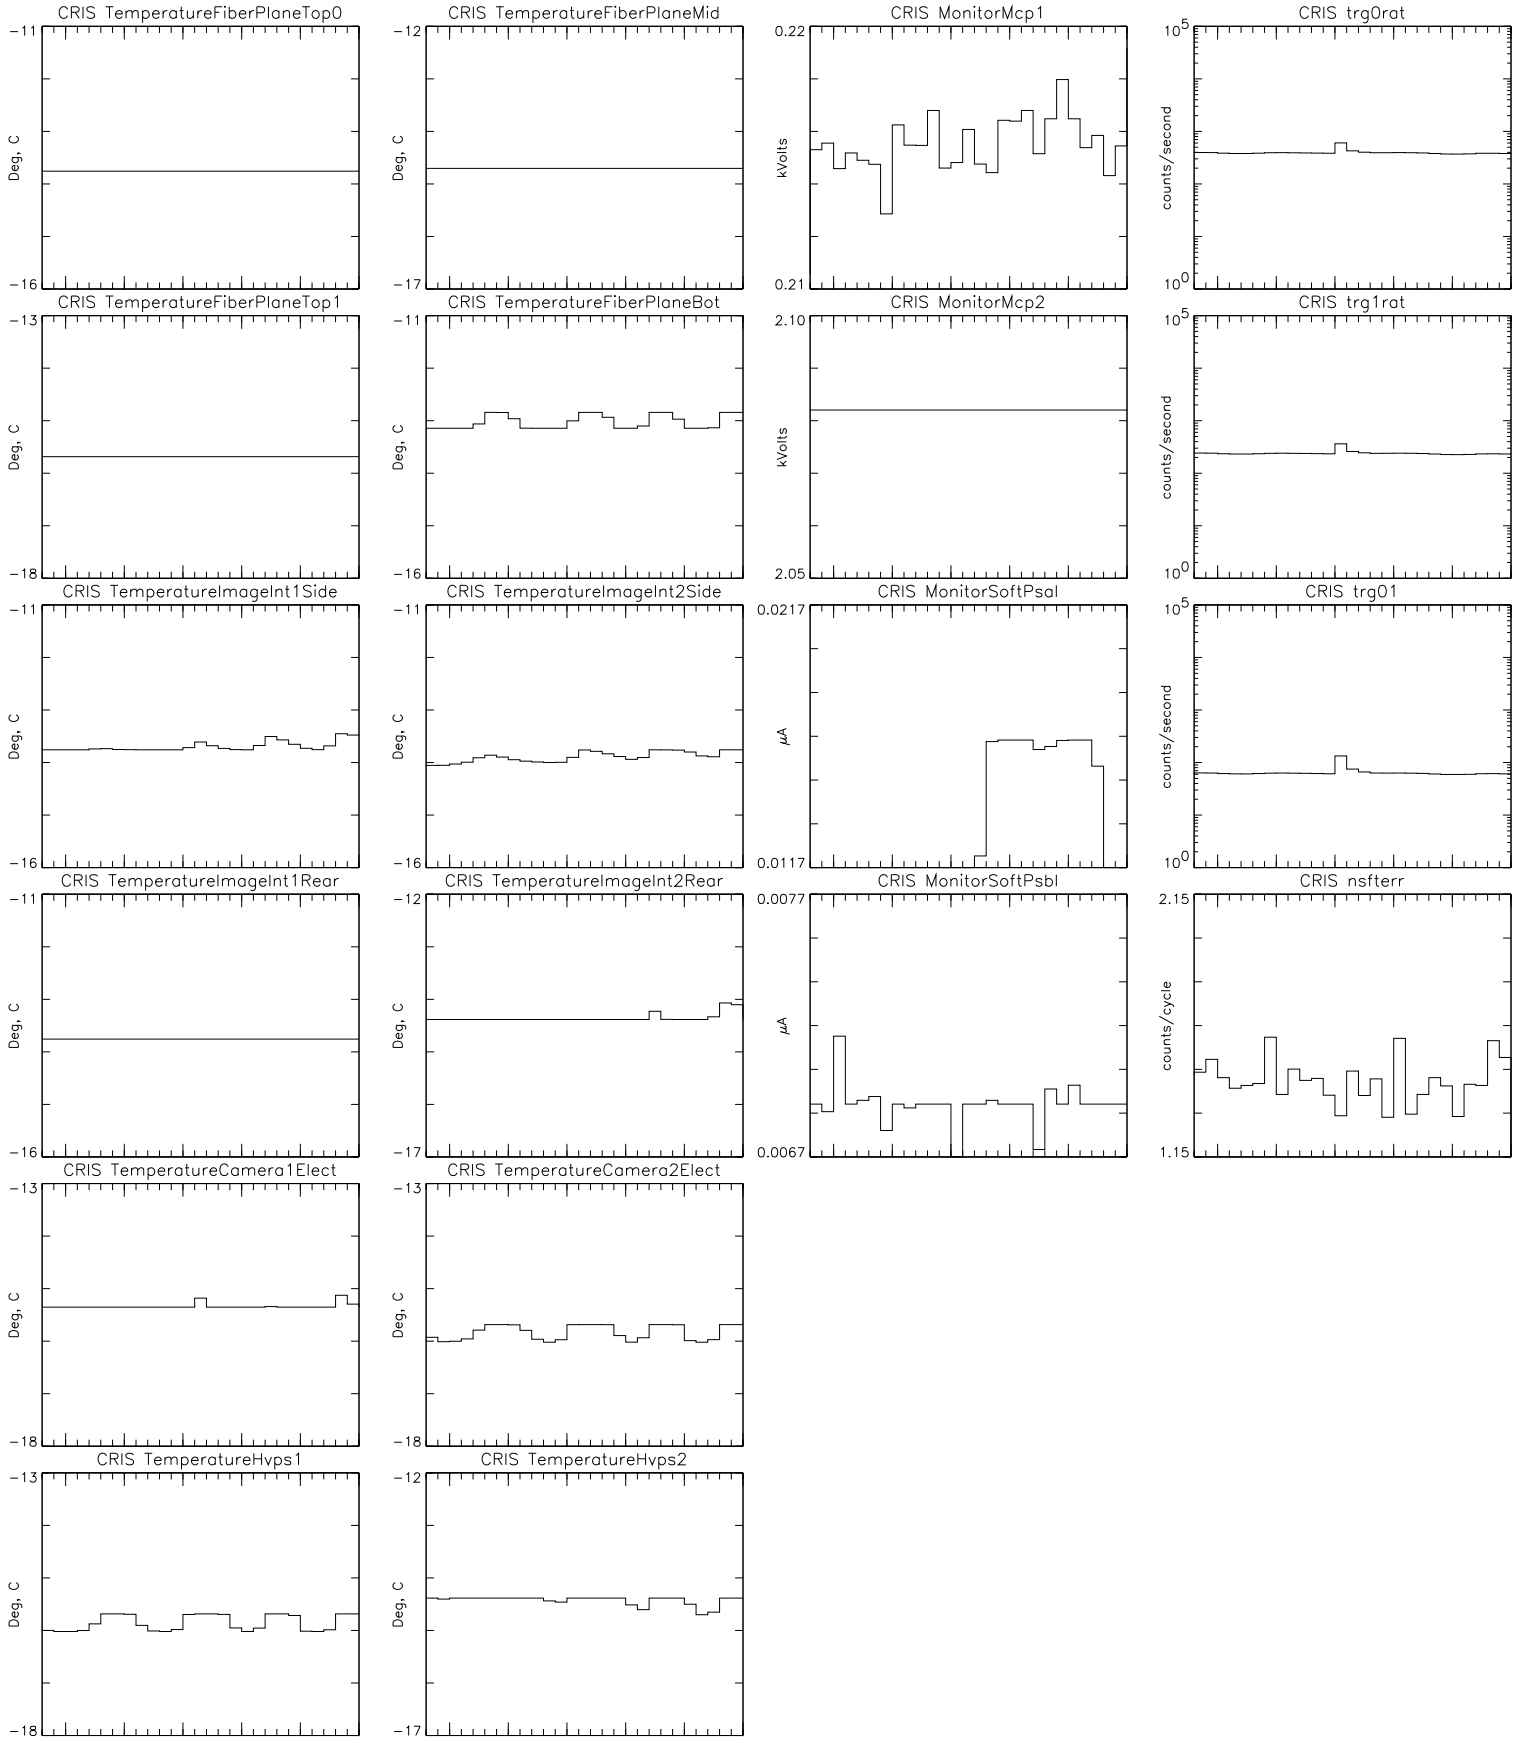 CRIS TemperatureFiberPlaneTop0
-11
Deg, C
-16
CRIS TemperatureFiberPlaneMid
-12
Deg, C
-17
CRIS MonitorMcp1
0.22
kVolts
0.21
CRIS trg0rat
10^5
counts/second
10^0
CRIS TemperatureFiberPlaneTop1
-13
Deg, C
-18
CRIS TemperatureFiberPlaneBot
-11
Deg, C
-16
CRIS MonitorMcp2
2.10
kVolts
2.05
CRIS trg1rat
10^5
counts/second
10^0
CRIS TemperatureImageInt1Side
-11
Deg, C
-16
CRIS TemperatureImageInt2Side
-11
Deg, C
-16
CRIS MonitorSoftPsaI
0.0217
μA
0.0117
CRIS trg01
10^5
counts/second
10^0
CRIS TemperatureImageInt1Rear
-11
Deg, C
-16
CRIS TemperatureImageInt2Rear
-12
Deg, C
-17
CRIS MonitorSoftPsbI
0.0077
μA
0.0067
CRIS nsfterr
2.15
counts/cycle
1.15
CRIS TemperatureCamera1Elect
-13
Deg, C
-18
CRIS TemperatureCamera2Elect
-13
Deg, C
-18
CRIS TemperatureHvps1
-13
Deg, C
-18
CRIS TemperatureHvps2
-12
Deg, C
-17